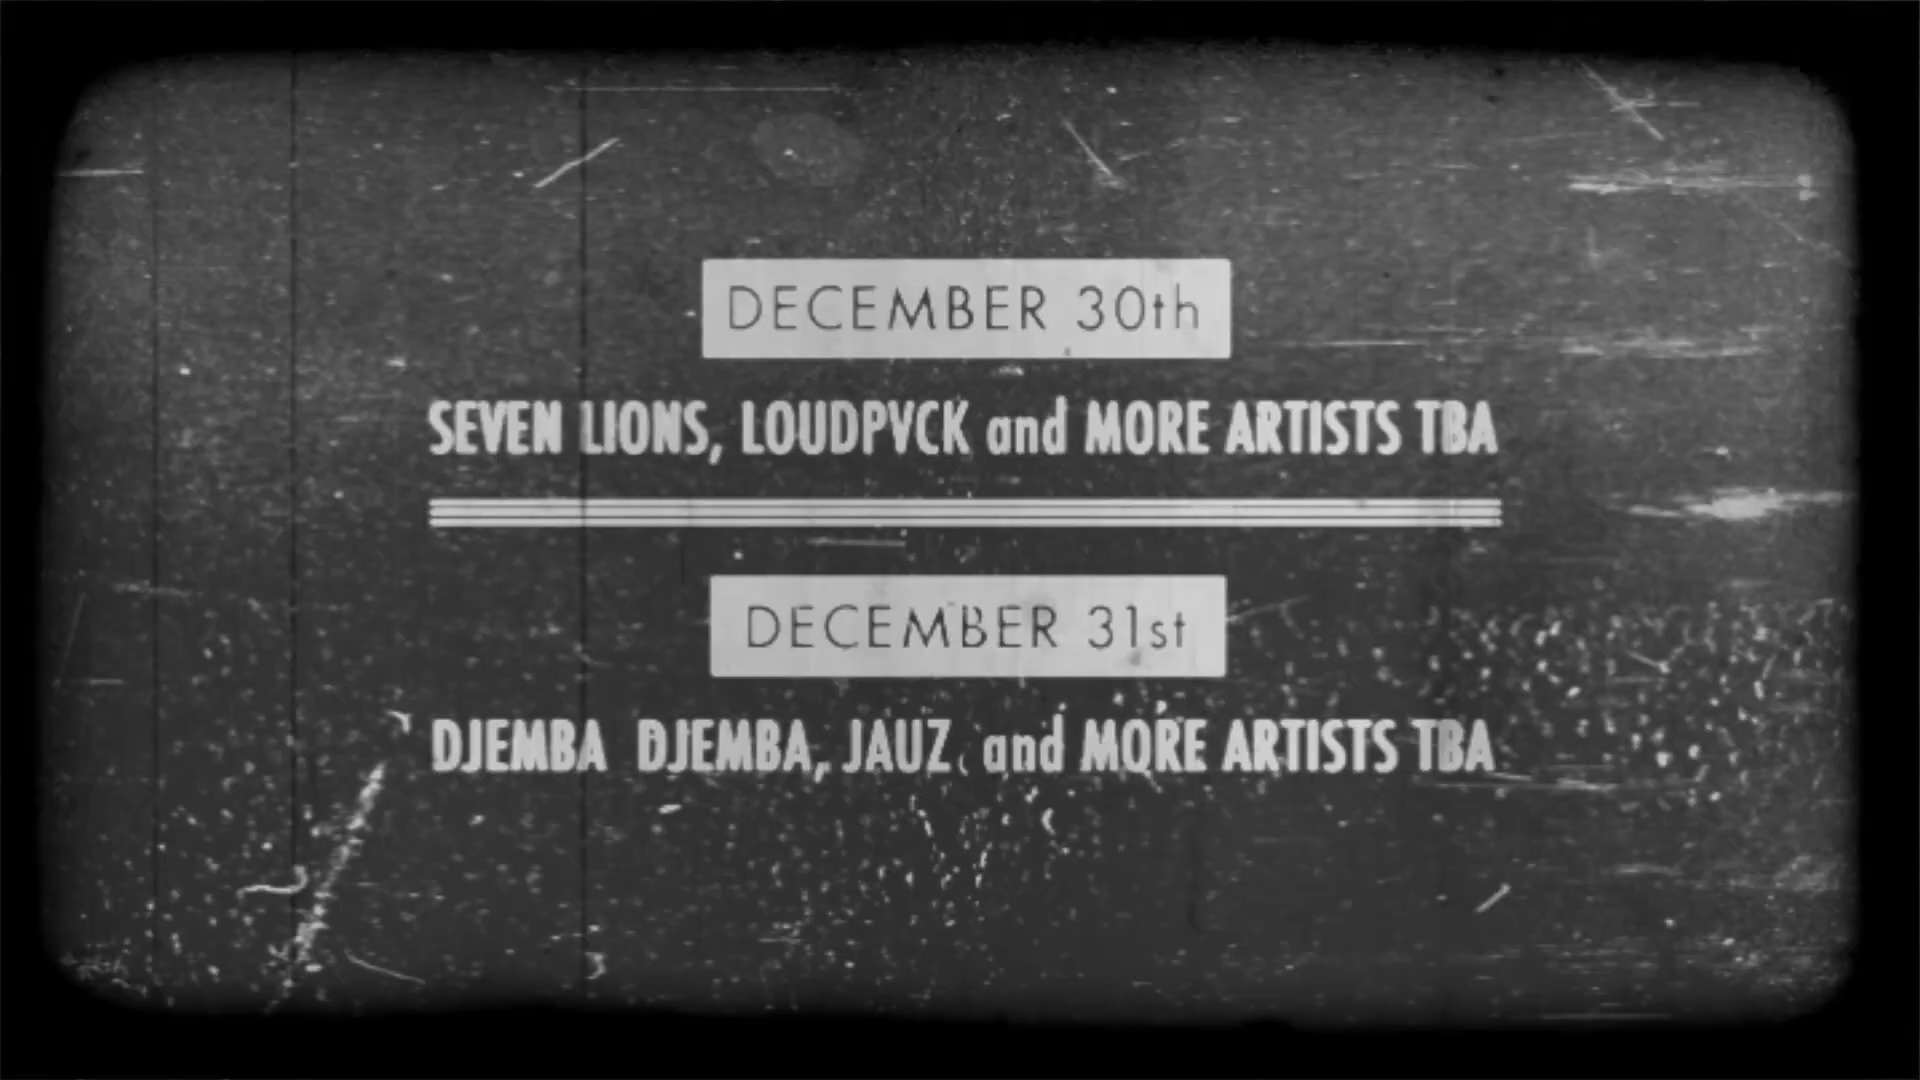 DECEMBER 30th
SEVEN LIONS, LOUDPVCK and MORE ARTISTS TBA
DECEMBER 31st
DJEMBA DJEMBA, JAUZ, and MORE ARTISTS TBA